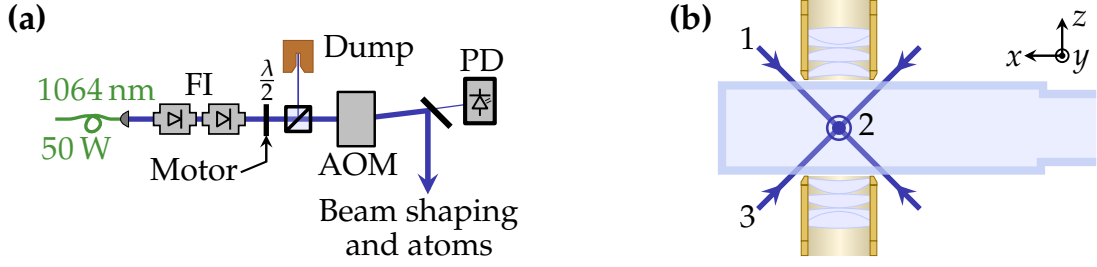 (a)
1064 nm
50 W
FI
λ/2
Motor
Dump
AOM
PD
Beam shaping
and atoms
(b)
1
2
3
z
x
y